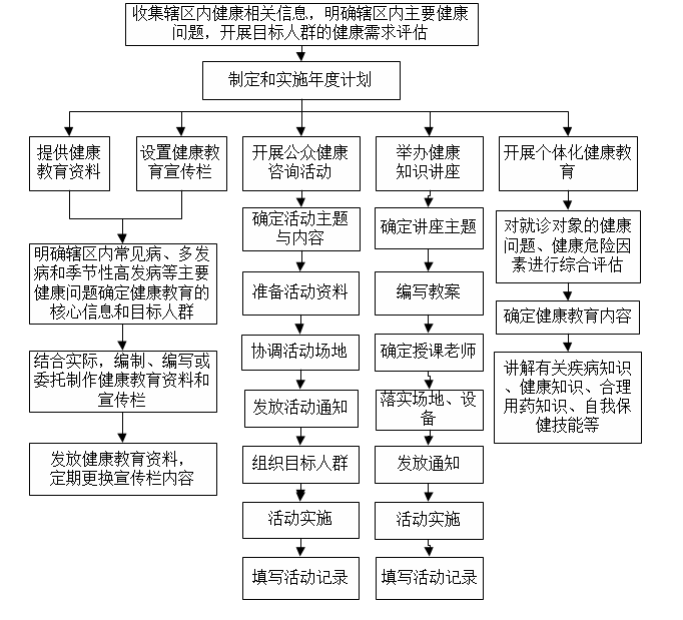 收集辖区内健康相关信息，明确辖区内主要健康
问题，开展目标人群的健康需求评估
制定和实施年度计划
提供健康
教育资料
设置健康教
育宣传栏
明确辖区内常见病、多发
病和季节性高发病等主要
健康问题确定健康教育的
核心信息和目标人群
结合实际，编制、编写或
委托制作健康教育资料和
宣传栏
发放健康教育资料，
定期更换宣传栏内容
开展公众健康
咨询活动
确定活动主题
与内容
准备活动资料
协调活动场地
发放活动通知
组织目标人群
活动实施
填写活动记录
举办健康
知识讲座
确定讲座主题
编写教案
确定授课老师
落实场地、设
备
发放通知
活动实施
填写活动记录
开展个体化健康教
育
对就诊对象的健康
问题、健康危险因
素进行综合评估
确定健康教育内容
讲解有关疾病知识
、健康知识、合理
用药知识、自我保
健技能等